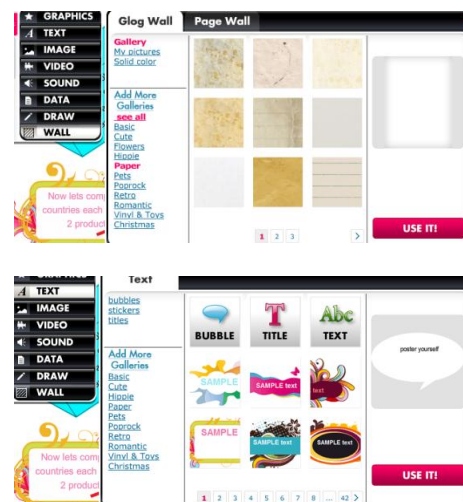 GRAPHICS
TEXT
IMAGE
VIDEO
SOUND
DATA
DRAW
WALL
Now lets com
countries each
2 product
Glog Wall
Page Wall
Gallery
My pictures
Solid color
Add More
Galleries
see all
Basic
Cute
Flowers
Hippie
Paper
Pets
Poprock
Retro
Romantic
Vinyl & Toys
Christmas
1 2 3 >
USE IT!
GRAPHICS
TEXT
IMAGE
VIDEO
SOUND
DATA
DRAW
WALL
Now lets com
countries each
2 product
Text
bubbles
stickers
titles
Add More
Galleries
Basic
Cute
Hippie
Paper
Pets
Poprock
Retro
Romantic
Vinyl & Toys
Christmas
BUBBLE
T
TITLE
Abc
TEXT
SAMPLE
SAMPLE text
text
SAMPLE
SAMPLE text
SAMPLE text
1 2 3 4 5 6 7 8 ... 42 >
poster yourself
USE IT!